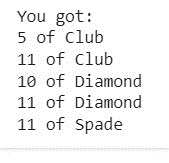 You got:
5 of Club
11 of Club
10 of Diamond
11 of Diamond
11 of Spade